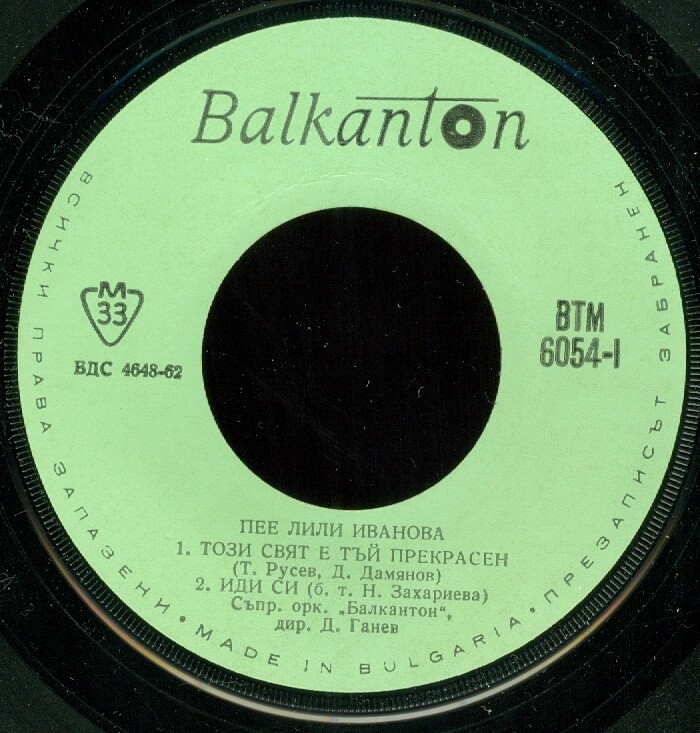 Balkanton
ВСИЧКИ ПРАВА ЗАПАЗЕНИ • MADE IN BULGARIA • ПРЕЗАПИСЪТ ЗАБРАНЕН
М
33
БДС 4648-62
ВТМ
6054-I
ПЕЕ ЛИЛИ ИВАНОВА
1. ТОЗИ СВЯТ Е ТЪЙ ПРЕКРАСЕН
(Т. Русев, Д. Дамянов)
2. ИДИ СИ (б. т. Н. Захариева)
Съпр. орк. „Балкантон“,
дир. Д. Ганев